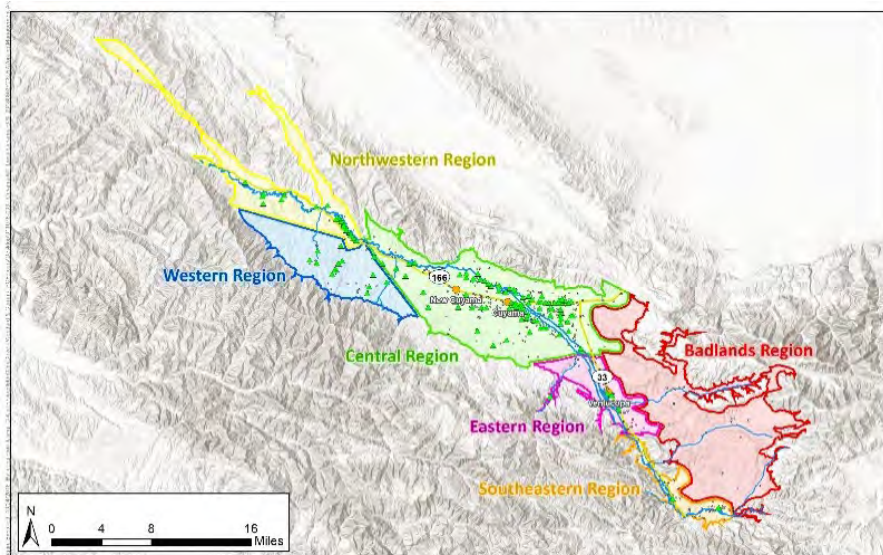 Northwestern Region
Western Region
166
New Cuyama
Cuyama
Central Region
Badlands Region
33
Ventucopa
Eastern Region
Southeastern Region
N
0 4 8 16
Miles